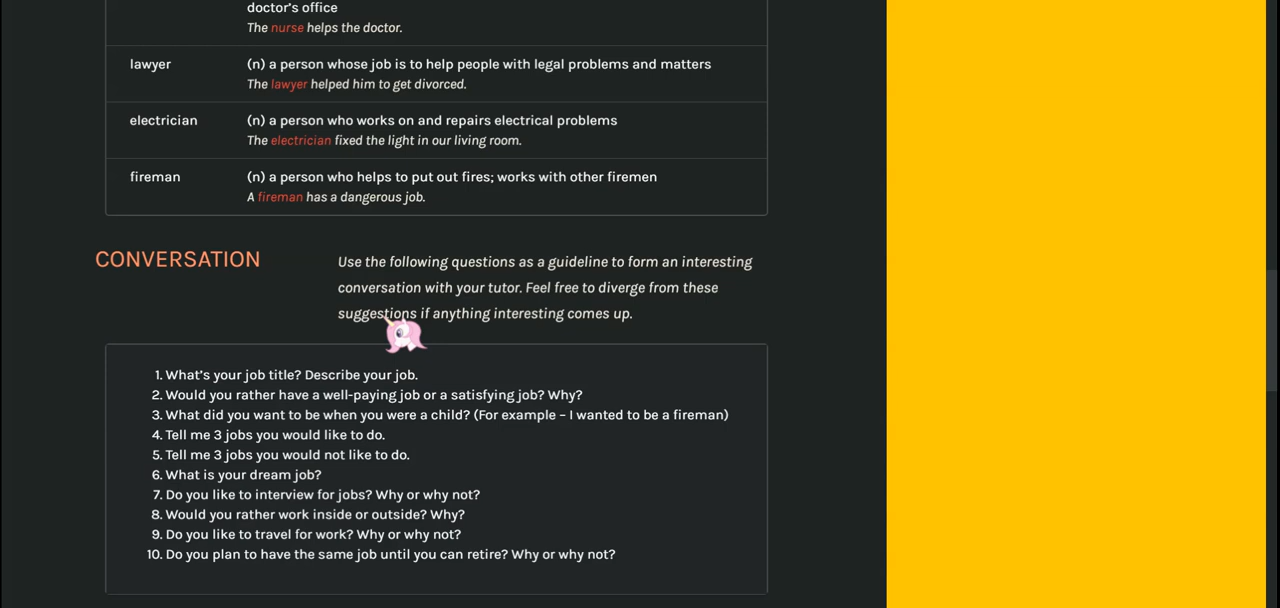 doctor's office
The nurse helps the doctor.
lawyer
(n) a person whose job is to help people with legal problems and matters
The lawyer helped him to get divorced.
electrician
(n) a person who works on and repairs electrical problems
The electrician fixed the light in our living room.
fireman
(n) a person who helps to put out fires; works with other firemen
A fireman has a dangerous job.
CONVERSATION
Use the following questions as a guideline to form an interesting
conversation with your tutor. Feel free to diverge from these
suggestions if anything interesting comes up.
1. What's your job title? Describe your job.
2. Would you rather have a well-paying job or a satisfying job? Why?
3. What did you want to be when you were a child? (For example – I wanted to be a fireman)
4. Tell me 3 jobs you would like to do.
5. Tell me 3 jobs you would not like to do.
6. What is your dream job?
7. Do you like to interview for jobs? Why or why not?
8. Would you rather work inside or outside? Why?
9. Do you like to travel for work? Why or why not?
10. Do you plan to have the same job until you can retire? Why or why not?